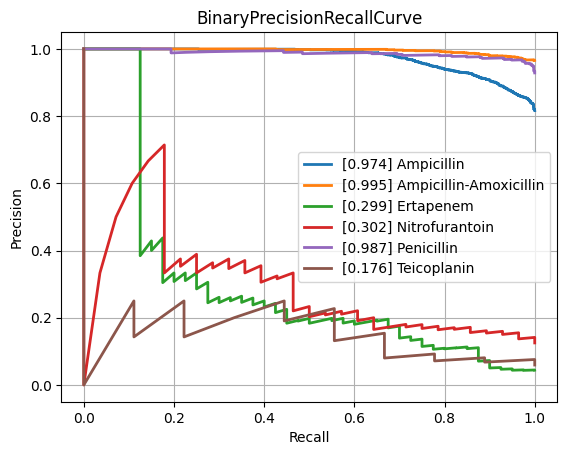 BinaryPrecisionRecallCurve
Precision
1.0
0.8
0.6
0.4
0.2
0.0
[0.974] Ampicillin
[0.995] Ampicillin-Amoxicillin
[0.299] Ertapenem
[0.302] Nitrofurantoin
[0.987] Penicillin
[0.176] Teicoplanin
0.0 0.2 0.4 0.6 0.8 1.0
Recall